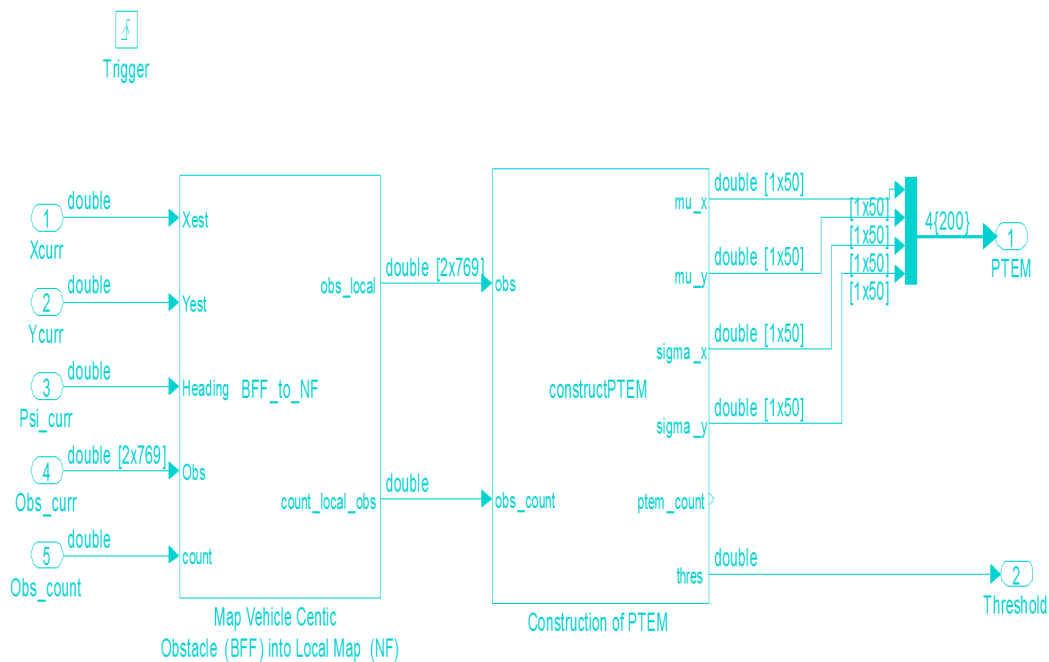 Trigger
double
1
Xcurr
double
2
Ycurr
double
3
Psi_curr
double [2x769]
4
Obs_curr
double
5
Obs_count
Xest
Yest
Heading
BFF_to_NF
Obs
count
obs_local
count_local_obs
Map Vehicle Centic
Obstacle (BFF) into Local Map (NF)
double [2x769]
double
obs
obs_count
constructPTEM
mu_x
mu_y
sigma_x
sigma_y
ptem_count
thres
Construction of PTEM
double [1x50]
double [1x50]
double [1x50]
double [1x50]
double
[1x50]
[1x50]
[1x50]
[1x50]
4{200}
1
PTEM
2
Threshold